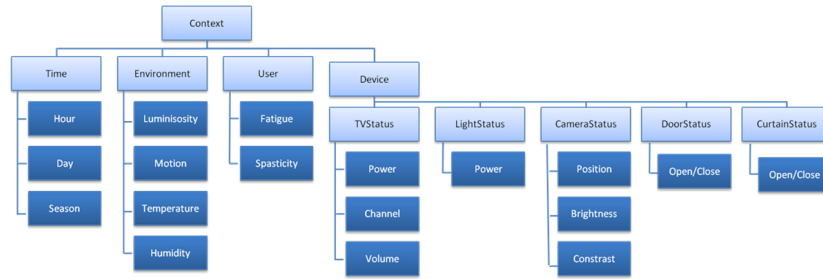 Context
Time
Environment
User
Device
Hour
Luminisosity
Fatigue
TVStatus
LightStatus
CameraStatus
DoorStatus
CurtainStatus
Day
Motion
Spasticity
Power
Power
Position
Open/Close
Open/Close
Season
Temperature
Channel
Brightness
Humidity
Volume
Constrast